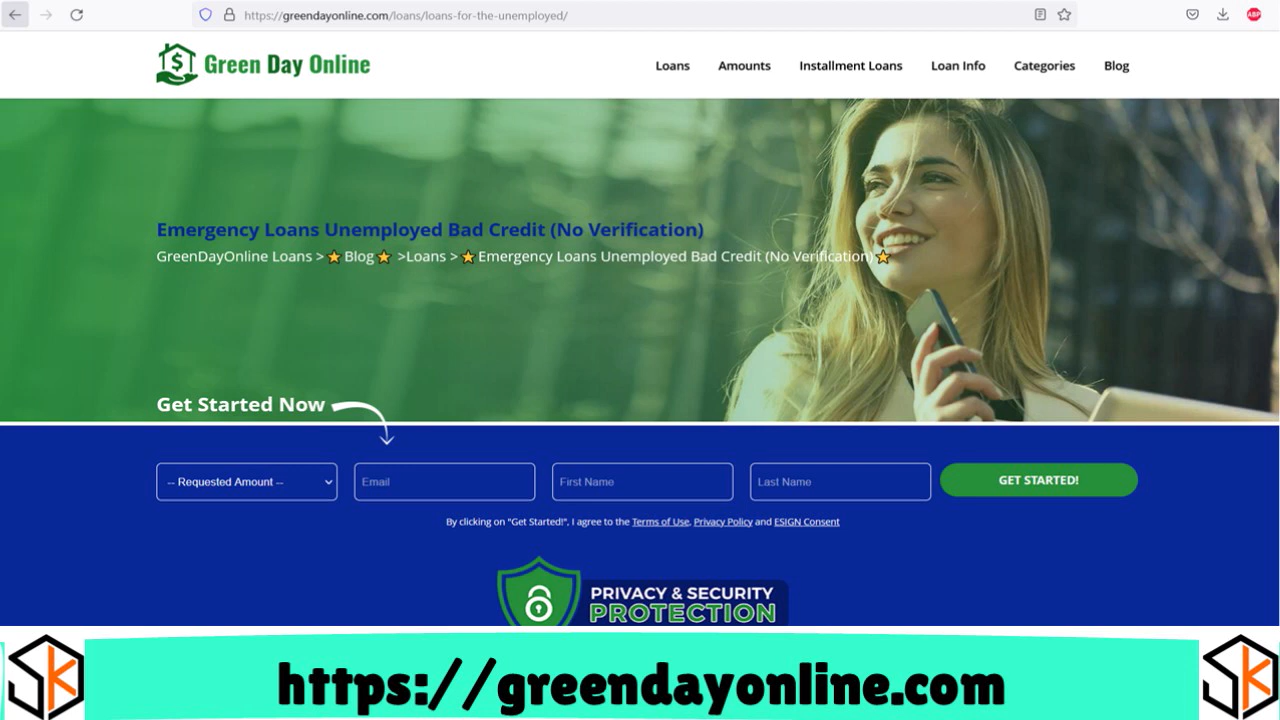 https://greendayonline.com/loans/loans-for-the-unemployed/
ABP
$
Green Day Online
Loans
Amounts
Installment Loans
Loan Info
Categories
Blog
Emergency Loans Unemployed Bad Credit (No Verification)
GreenDayOnline Loans > ⭐ Blog ⭐ >Loans > ⭐ Emergency Loans Unemployed Bad Credit (No Verification) ⭐
Get Started Now
-- Requested Amount --
Email
First Name
Last Name
GET STARTED!
By clicking on "Get Started!", I agree to the Terms of Use, Privacy Policy and ESIGN Consent
PRIVACY & SECURITY
PROTECTION
SK
https://greendayonline.com
SK